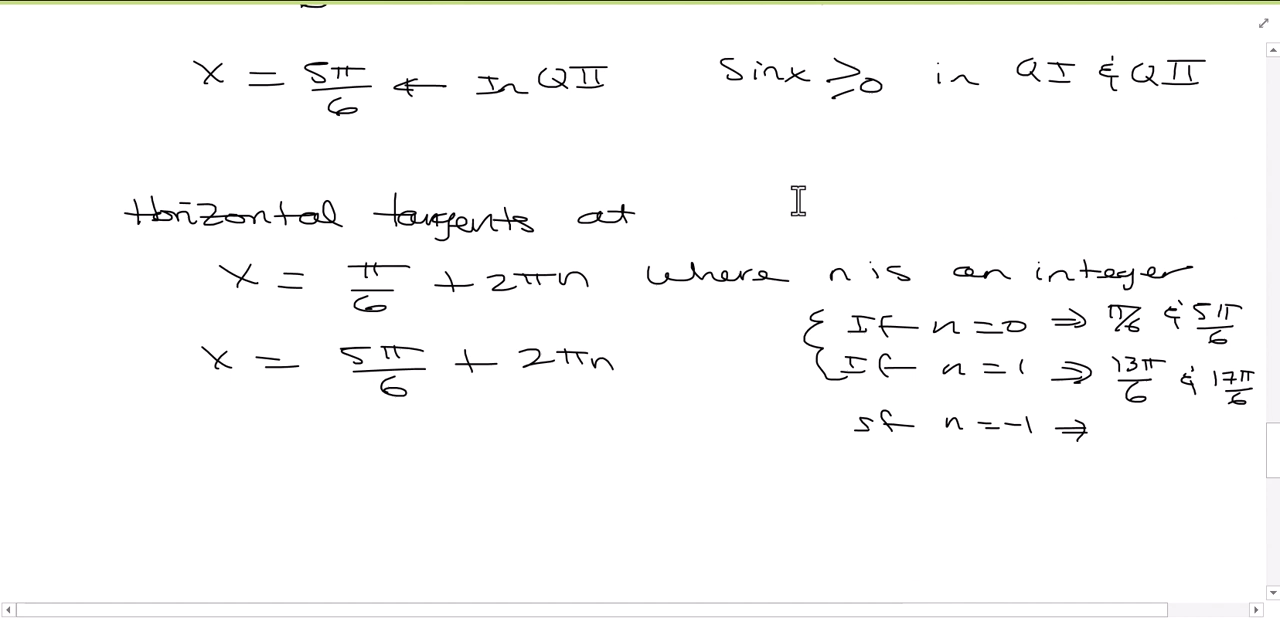 x = 5π/6 ← In QII sinx ≥ 0 in QI & QII
Horizontal tangents at
x = π/6 + 2πn where n is an integer
If n = 0 ⇒ π/6 & 5π/6
x = 5π/6 + 2πn
If n = 1 ⇒ 13π/6 & 17π/6
If n = -1 ⇒